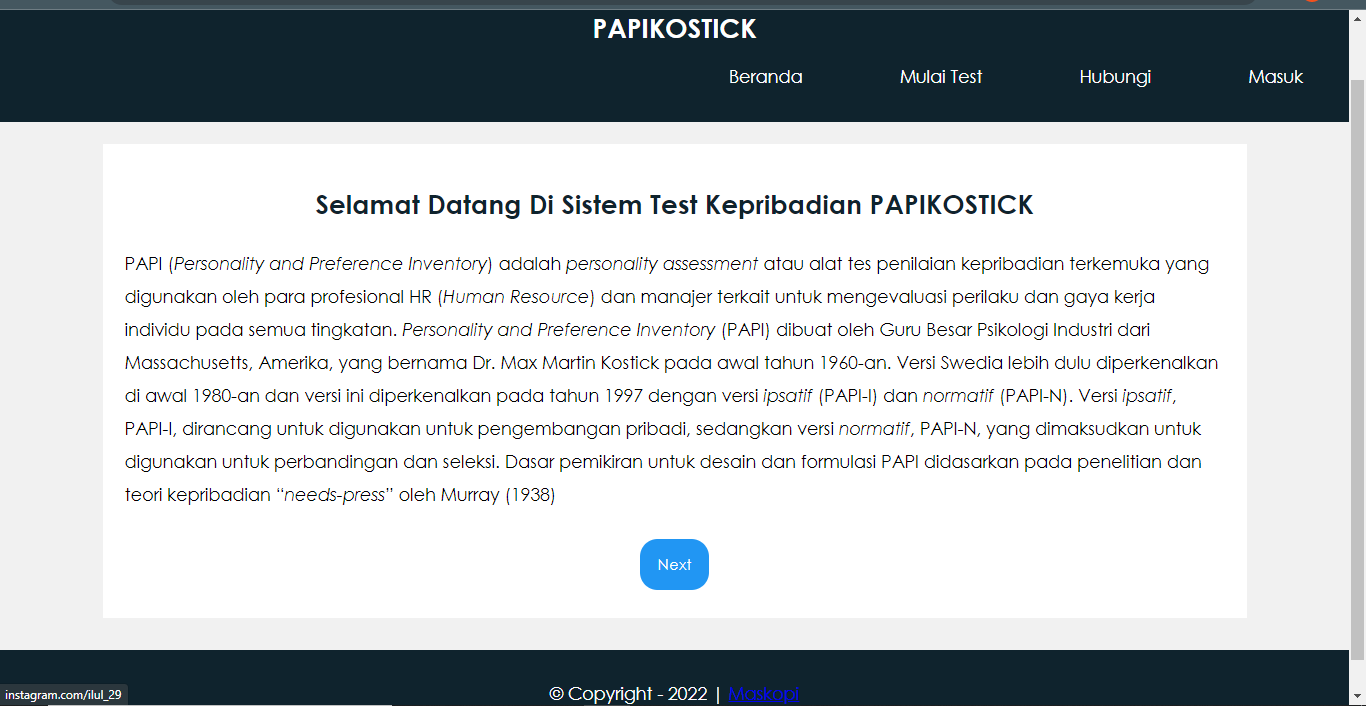 PAPIKOSTICK
Beranda Mulai Test Hubungi Masuk
Selamat Datang Di Sistem Test Kepribadian PAPIKOSTICK
PAPI (Personality and Preference Inventory) adalah personality assessment atau alat tes penilaian kepribadian terkemuka yang
digunakan oleh para profesional HR (Human Resource) dan manajer terkait untuk mengevaluasi perilaku dan gaya kerja
individu pada semua tingkatan. Personality and Preference Inventory (PAPI) dibuat oleh Guru Besar Psikologi Industri dari
Massachusetts, Amerika, yang bernama Dr. Max Martin Kostick pada awal tahun 1960-an. Versi Swedia lebih dulu diperkenalkan
di awal 1980-an dan versi ini diperkenalkan pada tahun 1997 dengan versi ipsatif (PAPI-I) dan normatif (PAPI-N). Versi ipsatif,
PAPI-I, dirancang untuk digunakan untuk pengembangan pribadi, sedangkan versi normatif, PAPI-N, yang dimaksudkan untuk
digunakan untuk perbandingan dan seleksi. Dasar pemikiran untuk desain dan formulasi PAPI didasarkan pada penelitian dan
teori kepribadian “needs-press” oleh Murray (1938)
Next
© Copyright - 2022 | Maskopi
instagram.com/ilul_29